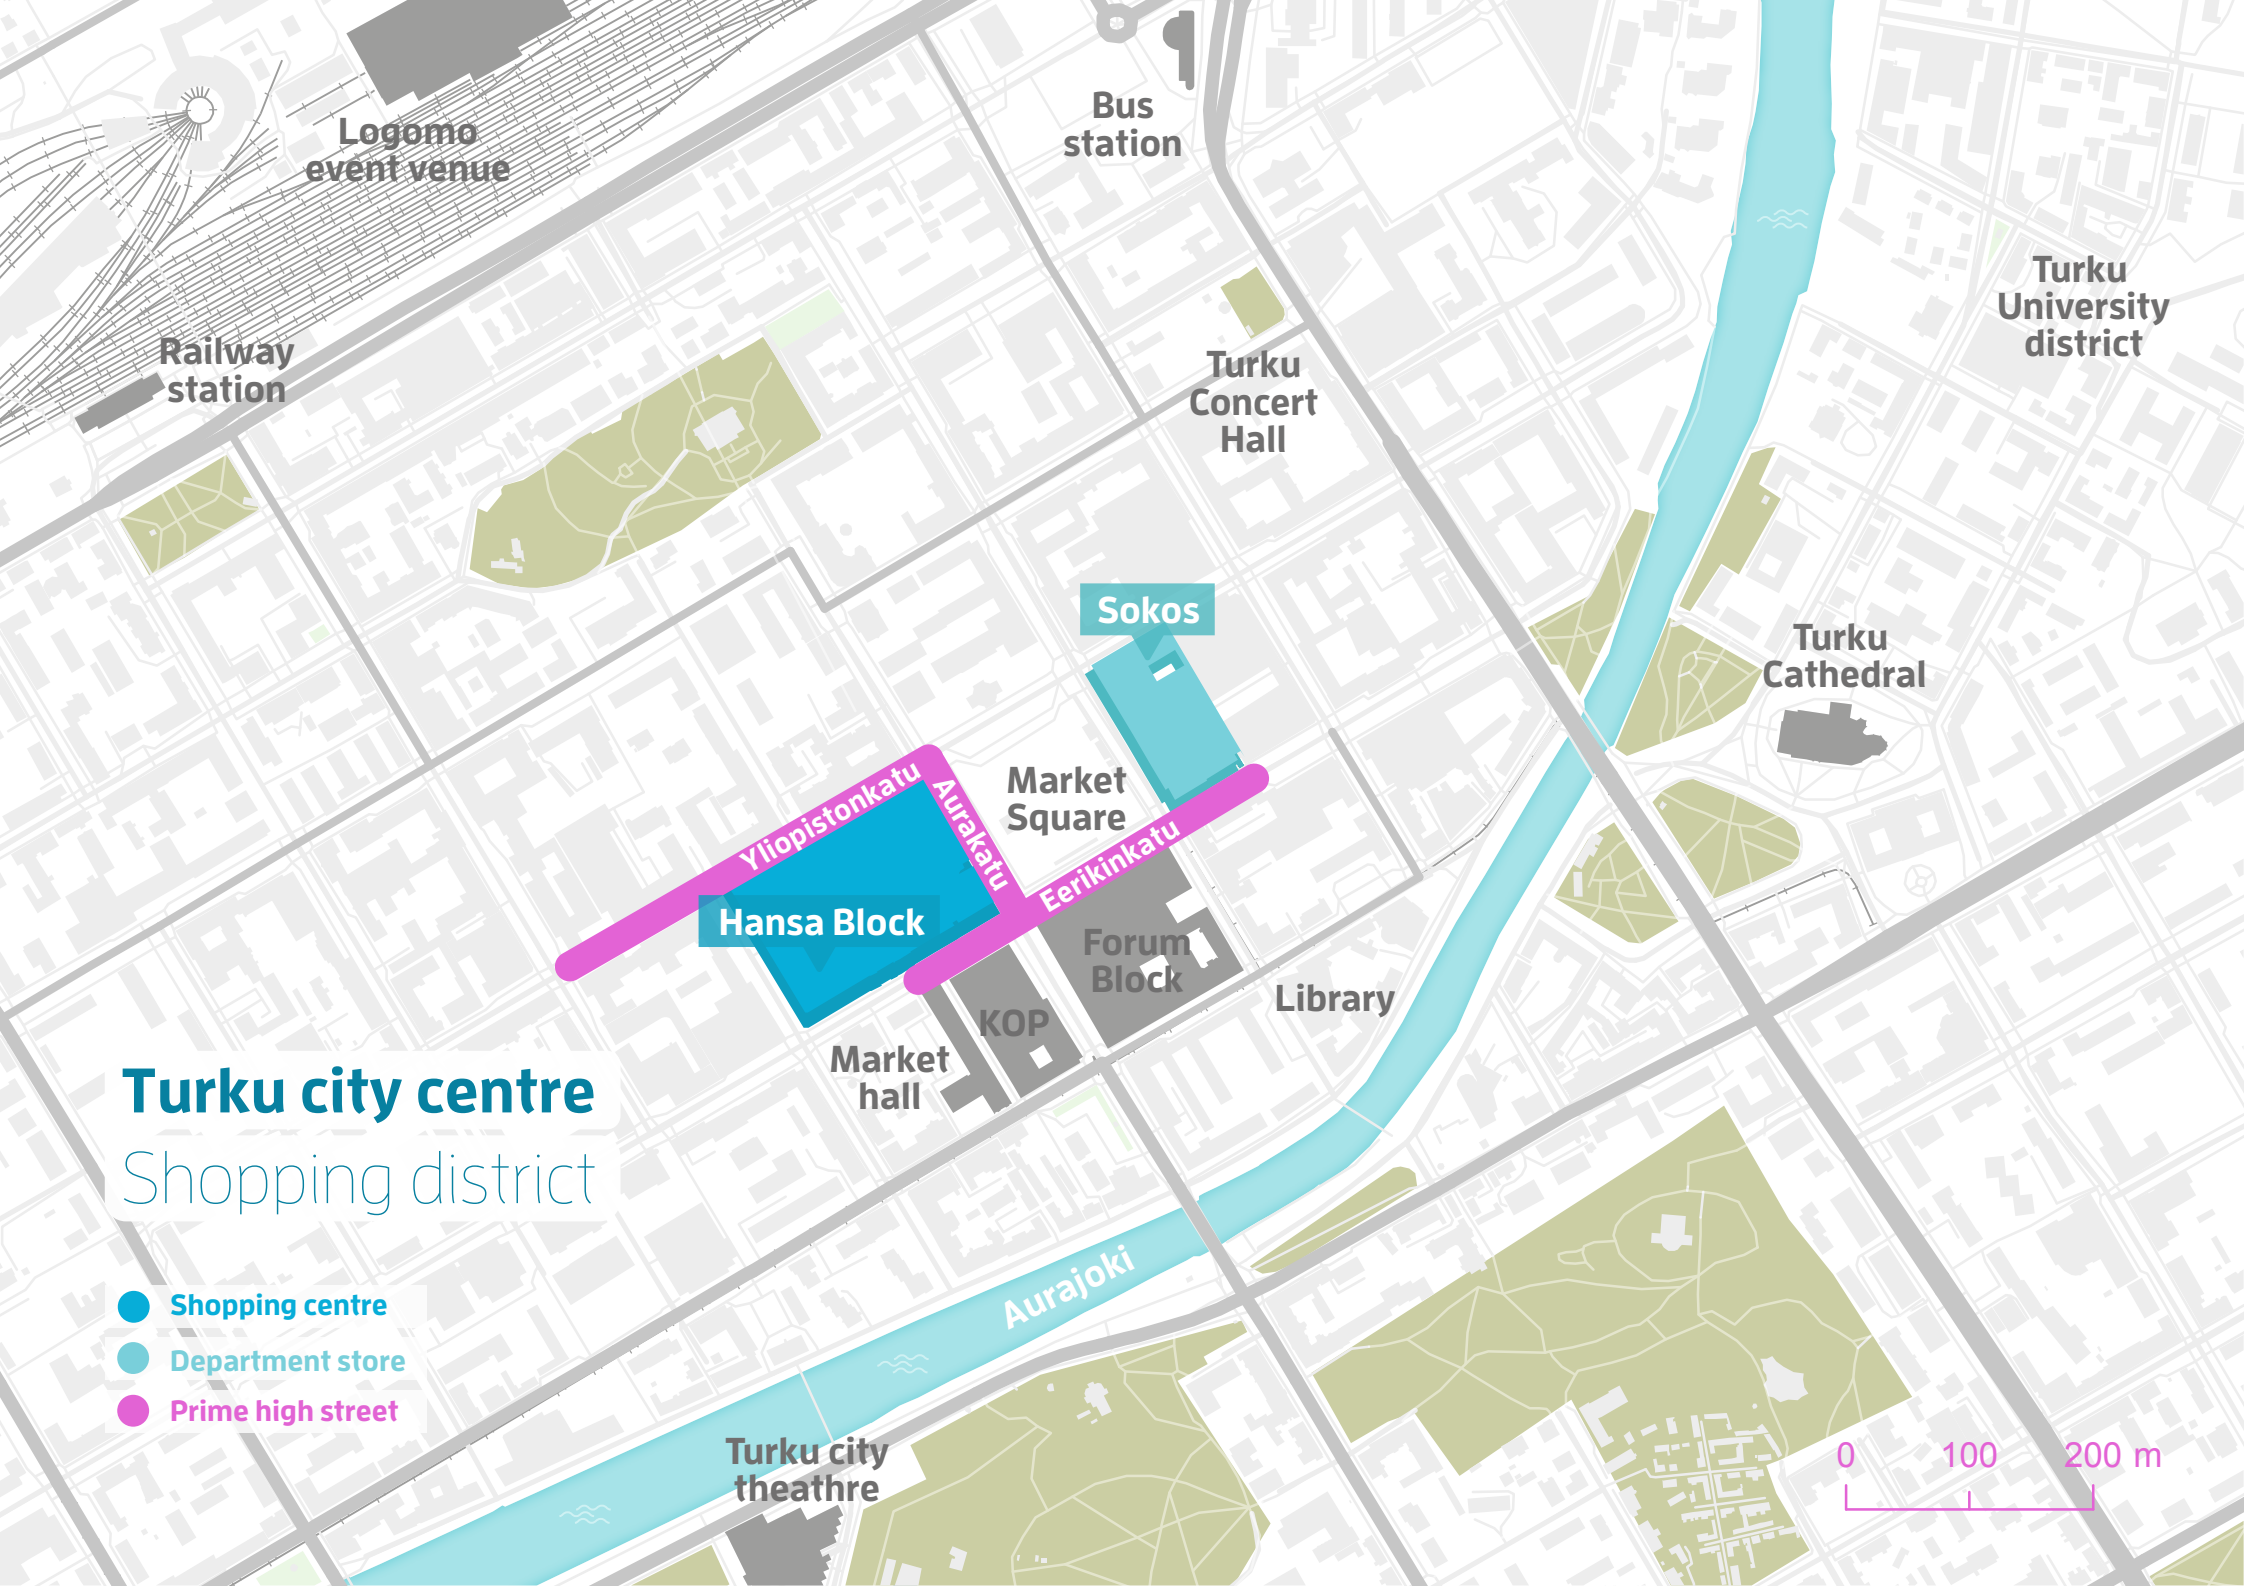 Logomo
event venue
Bus
station
Turku
University
district
Railway
station
Turku
Concert
Hall
Sokos
Turku
Cathedral
Market
Square
Yliopistonkatu
Aurakatu
Eerikinkatu
Hansa Block
Forum
Block
Library
KOP
Market
hall
Turku city centre
Shopping district
Aurajoki
Shopping centre
Department store
Prime high street
Turku city
theathre
0 100 200 m